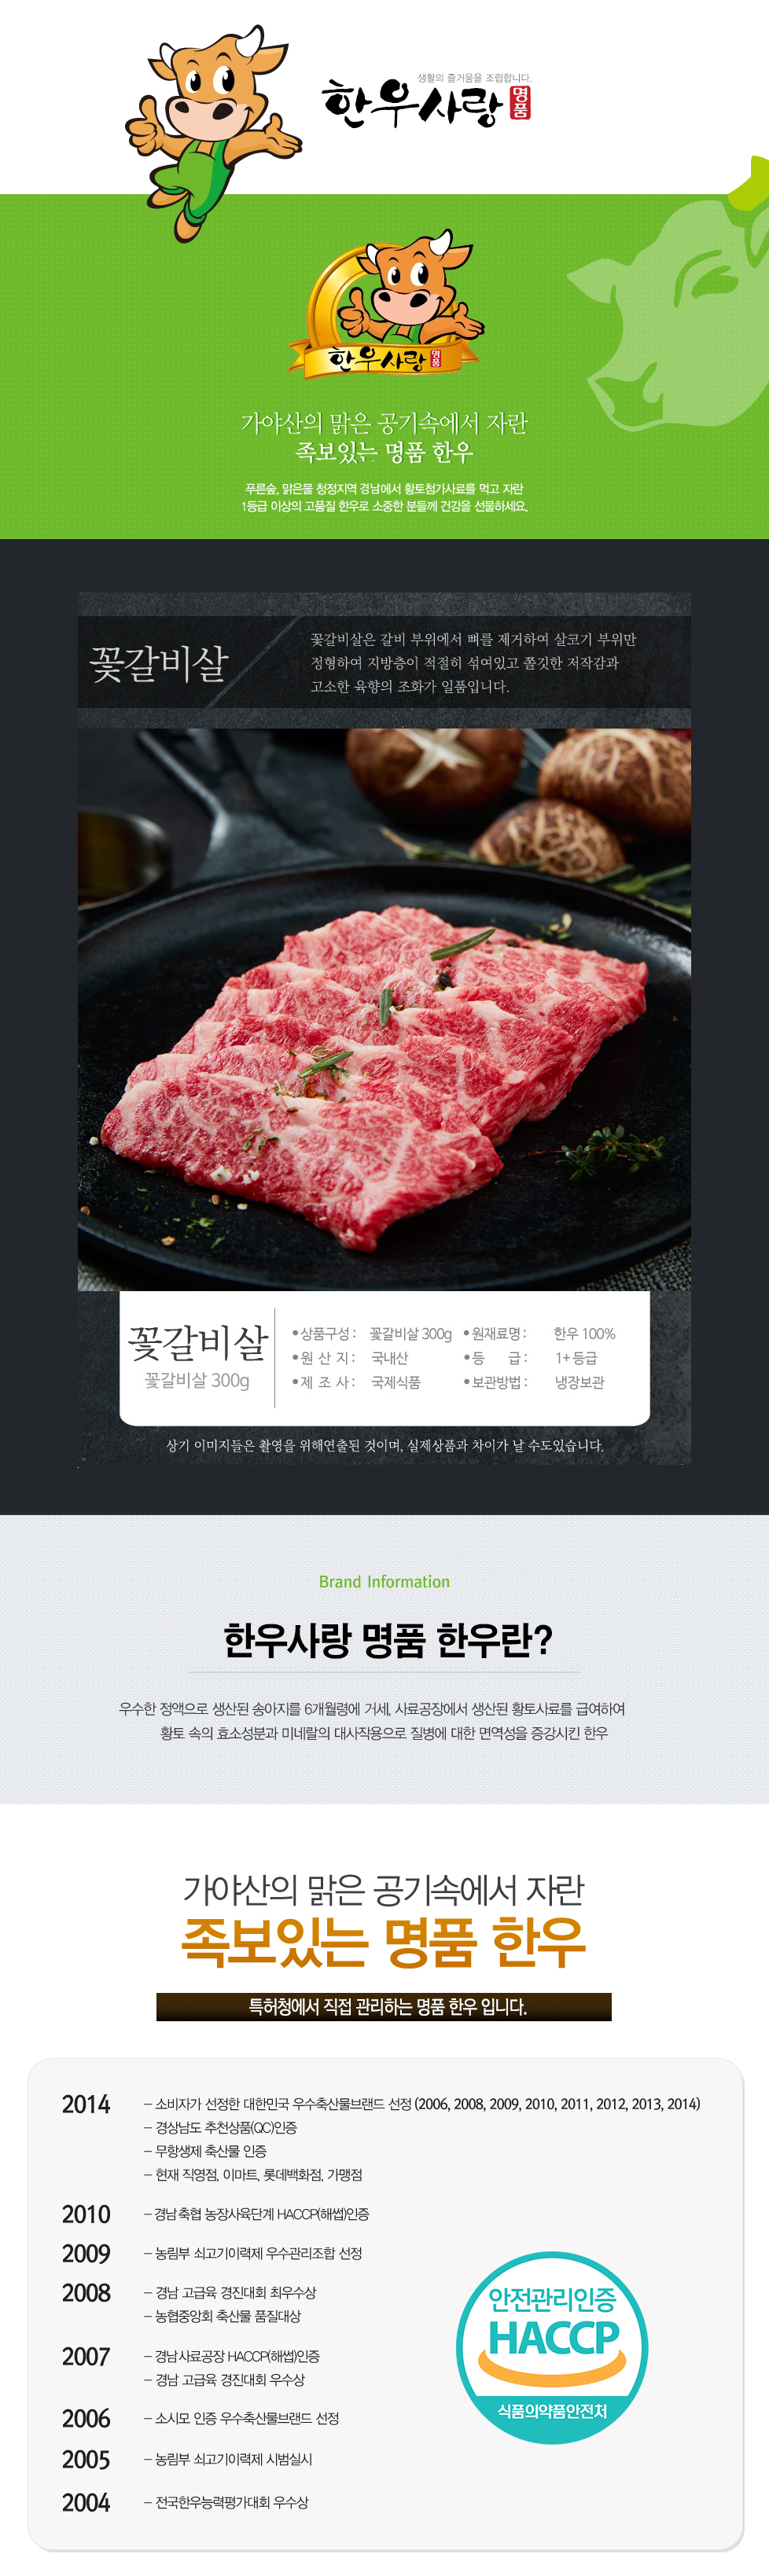 생활의 즐거움을 조립합니다.
한우사랑 명품
한우사랑 명품
가야산의 맑은 공기속에서 자란
족보있는 명품 한우
푸른숲, 맑은물 청정지역 경남에서 황토첨가사료를 먹고 자란
1등급 이상의 고품질 한우로 소중한 분들께 건강을 선물하세요.
꽃갈비살
꽃갈비살은 갈비 부위에서 뼈를 제거하여 살코기 부위만
정형하여 지방층이 적절히 섞여있고 쫄깃한 저작감과
고소한 육향의 조화가 일품입니다.
꽃갈비살
꽃갈비살 300g
• 상품구성 : 꽃갈비살 300g • 원재료명 : 한우 100%
• 원 산 지 : 국내산 • 등 급 : 1+ 등급
• 제 조 사 : 국제식품 • 보관방법 : 냉장보관
상기 이미지들은 촬영을 위해연출된 것이며, 실제상품과 차이가 날 수도있습니다.
Brand Information
한우사랑 명품 한우란?
우수한 정액으로 생산된 송아지를 6개월령에 거세, 사료공장에서 생산된 황토사료를 급여하여
황토 속의 효소성분과 미네랄의 대사작용으로 질병에 대한 면역성을 증강시킨 한우
가야산의 맑은 공기속에서 자란
족보있는 명품 한우
특허청에서 직접 관리하는 명품 한우 입니다.
2014 – 소비자가 선정한 대한민국 우수축산물브랜드 선정 (2006, 2008, 2009, 2010, 2011, 2012, 2013, 2014)
– 경상남도 추천상품(QC)인증
– 무항생제 축산물 인증
– 현재 직영점, 이마트, 롯데백화점, 가맹점
2010 – 경남축협 농장사육단계 HACCP(해썹)인증
2009 – 농림부 쇠고기이력제 우수관리조합 선정
2008 – 경남 고급육 경진대회 최우수상
– 농협중앙회 축산물 품질대상
2007 – 경남사료공장 HACCP(해썹)인증
– 경남 고급육 경진대회 우수상
2006 – 소시모 인증 우수축산물브랜드 선정
2005 – 농림부 쇠고기이력제 시범실시
2004 – 전국한우능력평가대회 우수상
안전관리인증
HACCP
식품의약품안전처